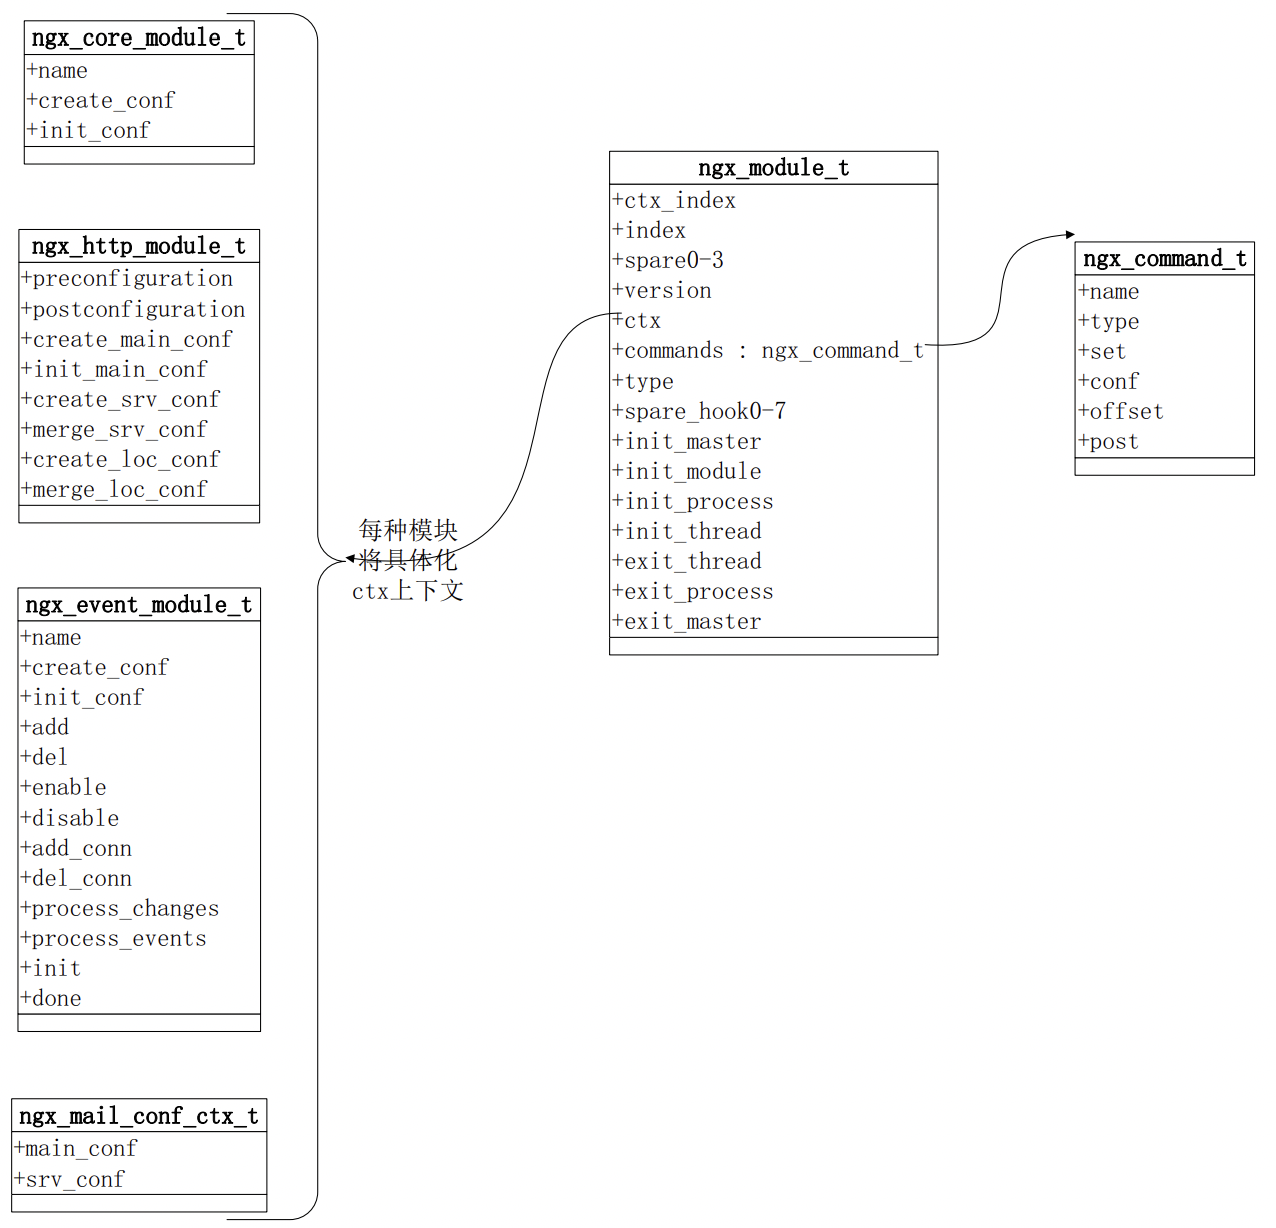 ngx_core_module_t
+name
+create_conf
+init_conf
ngx_http_module_t
+preconfiguration
+postconfiguration
+create_main_conf
+init_main_conf
+create_srv_conf
+merge_srv_conf
+create_loc_conf
+merge_loc_conf
ngx_event_module_t
+name
+create_conf
+init_conf
+add
+del
+enable
+disable
+add_conn
+del_conn
+process_changes
+process_events
+init
+done
ngx_mail_conf_ctx_t
+main_conf
+srv_conf
每种模块
将具体化
ctx上下文
ngx_module_t
+ctx_index
+index
+spare0-3
+version
+ctx
+commands : ngx_command_t
+type
+spare_hook0-7
+init_master
+init_module
+init_process
+init_thread
+exit_thread
+exit_process
+exit_master
ngx_command_t
+name
+type
+set
+conf
+offset
+post